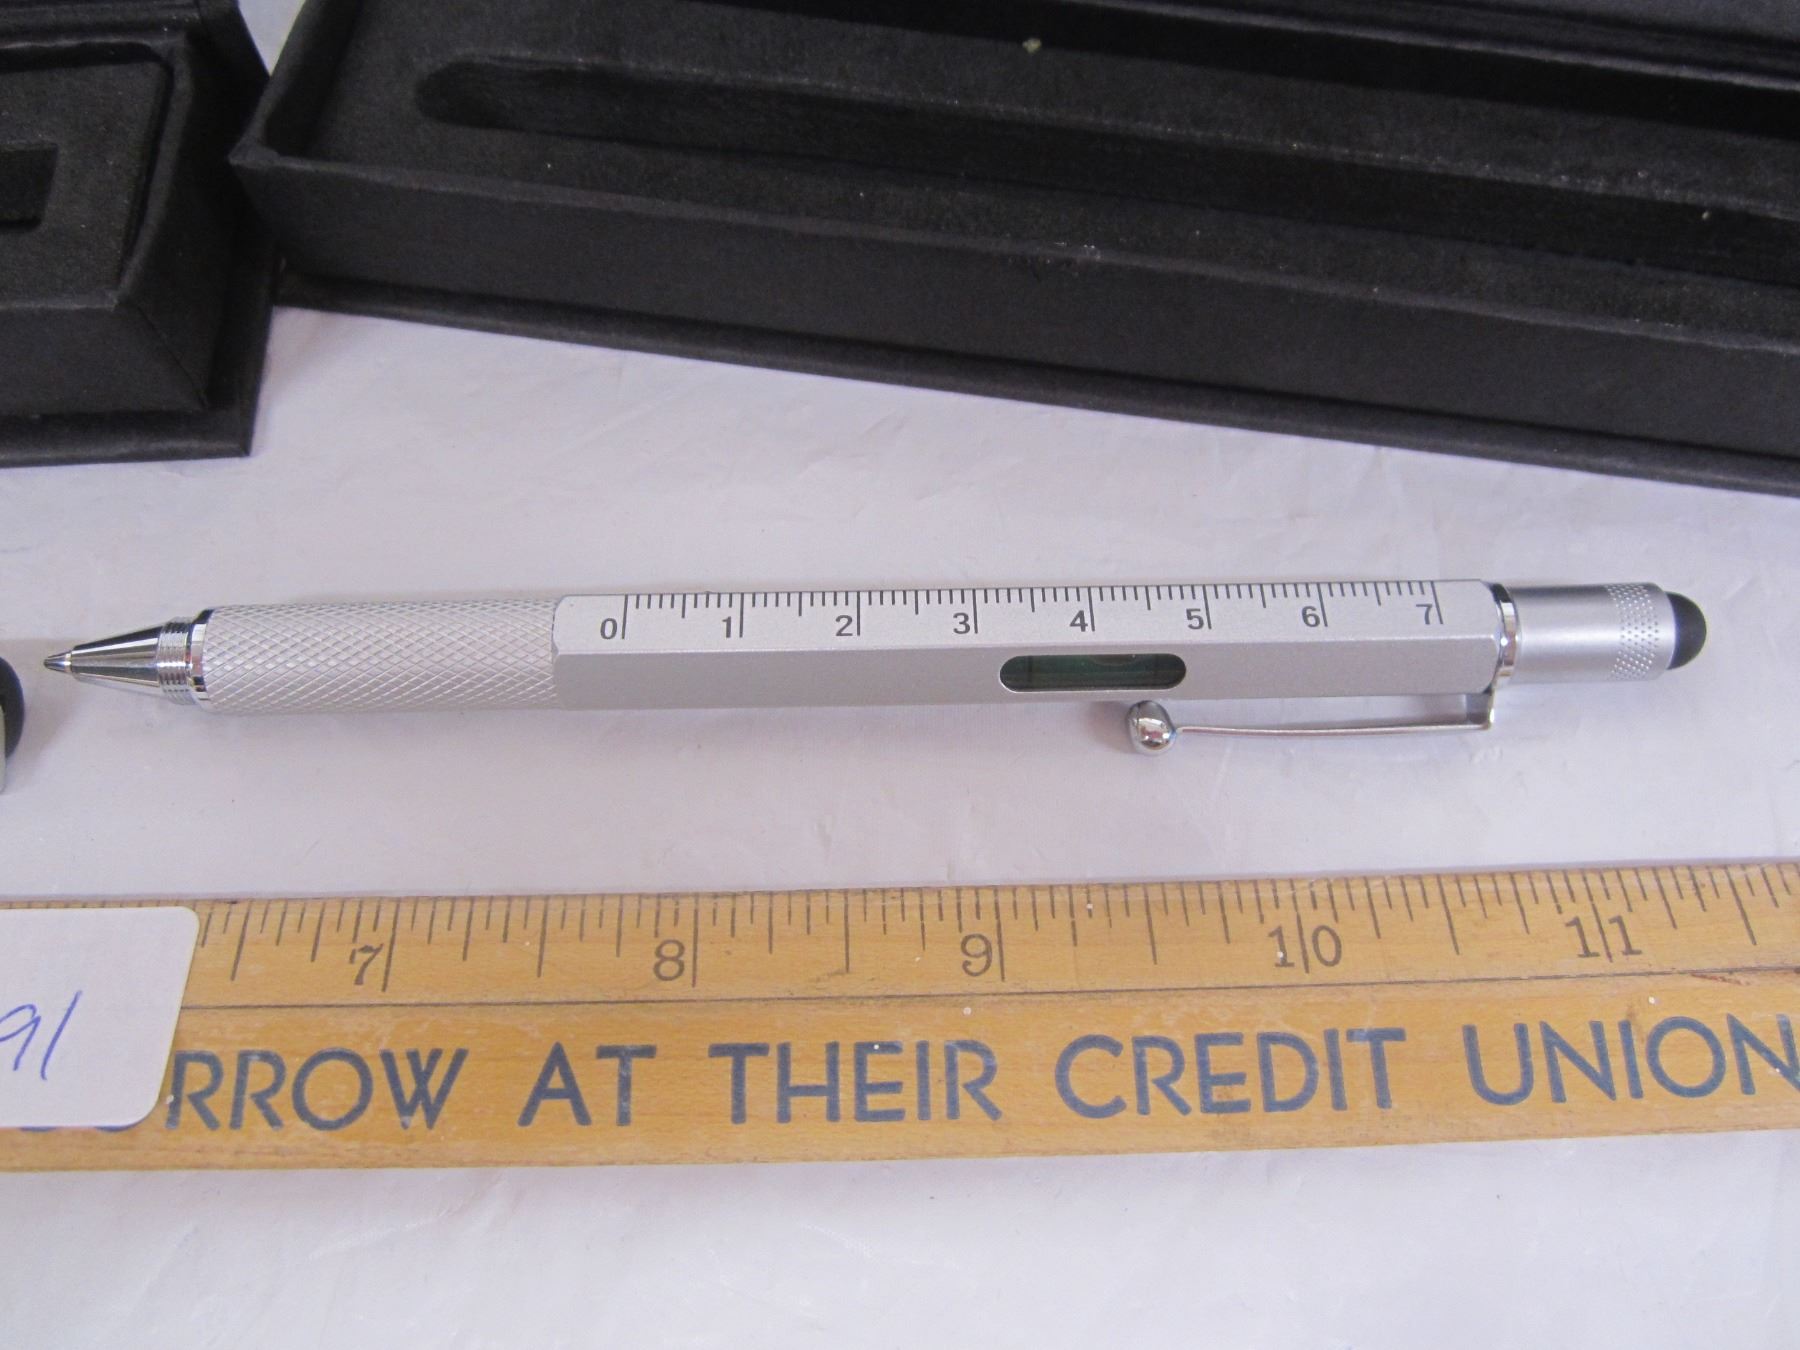 0 1 2 3 4 5 6 7
7 8 9 10 11
91
RROW AT THEIR CREDIT UNION